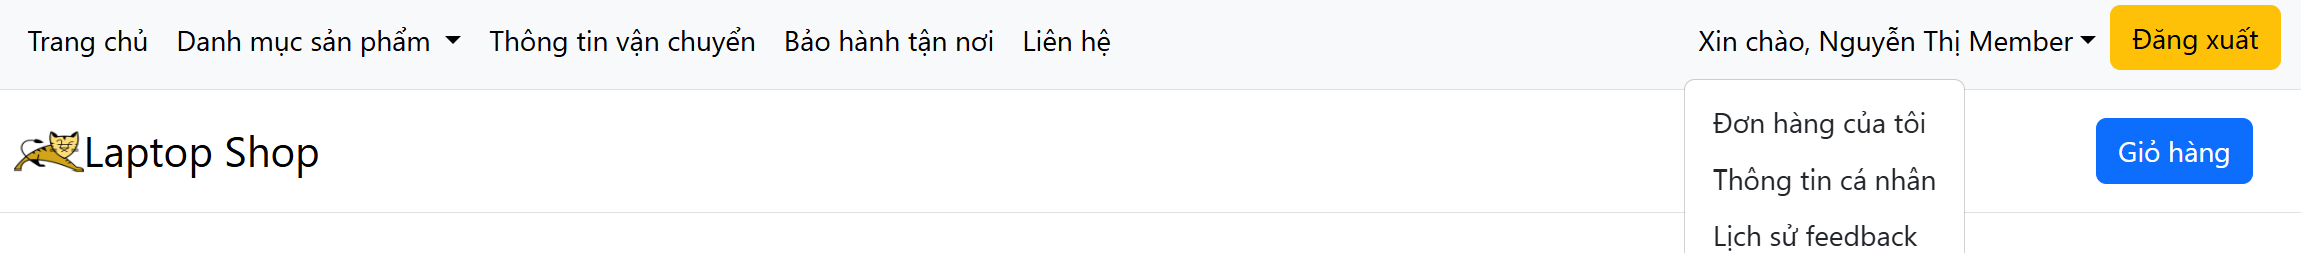 Trang chủ Danh mục sản phẩm Thông tin vận chuyển Bảo hành tận nơi Liên hệ Xin chào, Nguyễn Thị Member Đăng xuất
Đơn hàng của tôi
Laptop Shop Giỏ hàng
Thông tin cá nhân
Lịch sử feedback